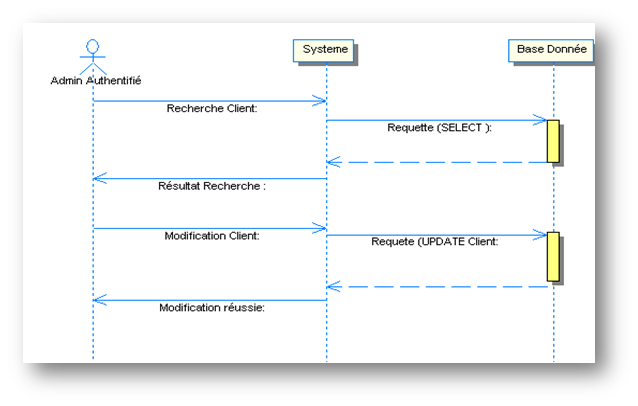 Systeme
Base Donnée
Admin Authentifié
Recherche Client:
Requette (SELECT ):
Résultat Recherche :
Modification Client:
Requete (UPDATE Client:
Modification réussie: